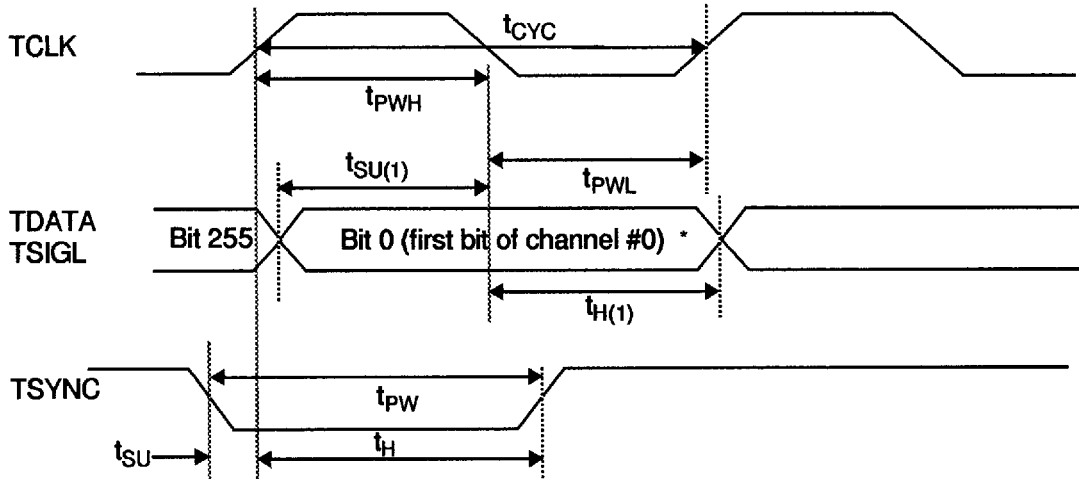 TCLK
tCYC
tPWH
tSU(1)
tPWL
TDATA
TSIGL
Bit 255
Bit 0 (first bit of channel #0) *
tH(1)
TSYNC
tPW
tSU
tH